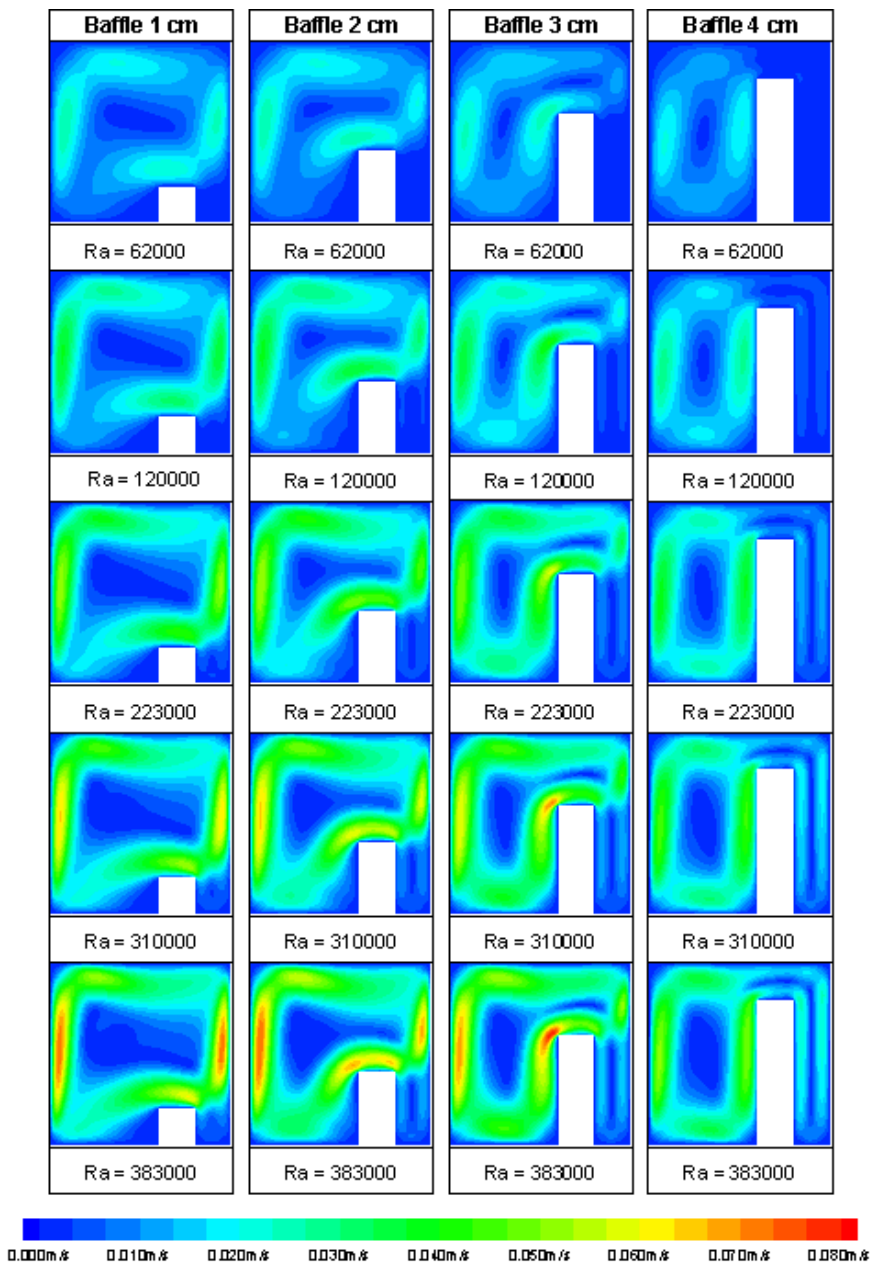 Baffle 1 cm Baffle 2 cm Baffle 3 cm Baffle 4 cm
Ra = 62000 Ra = 62000 Ra = 62000 Ra = 62000
Ra = 120000 Ra = 120000 Ra = 120000 Ra = 120000
Ra = 223000 Ra = 223000 Ra = 223000 Ra = 223000
Ra = 310000 Ra = 310000 Ra = 310000 Ra = 310000
Ra = 383000 Ra = 383000 Ra = 383000 Ra = 383000
0.000m/s 0.010m/s 0.020m/s 0.030m/s 0.040m/s 0.050m/s 0.060m/s 0.070m/s 0.080m/s